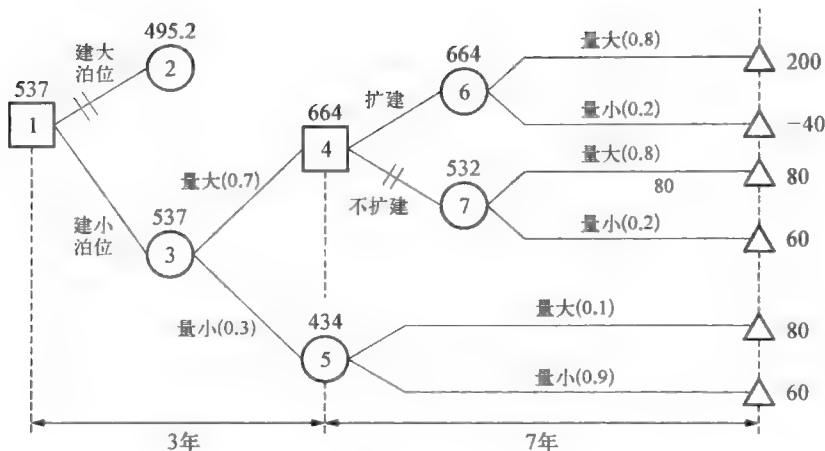 495.2
建大
泊位
2
537
1
664
6
量大(0.8)
200
扩建
量小(0.2)
-40
664
4
量大(0.7)
量大(0.8)
80
532
80
不扩建
7
建小
泊位
537
3
量小(0.2)
60
量小(0.3)
434
5
量大(0.1)
80
量小(0.9)
60
3年
7年